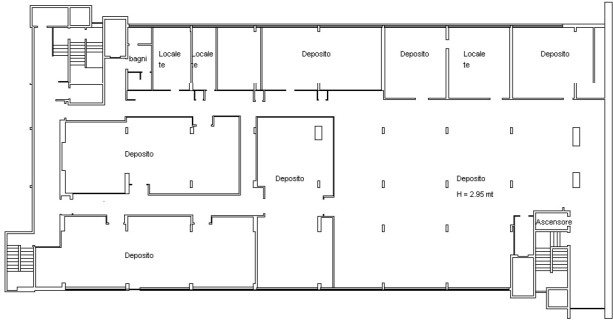 bagni
Locale
te
Locale
te
Deposito
Deposito
Locale
te
Deposito
Deposito
Deposito
Deposito
H = 2.95 mt
Ascensore
Deposito